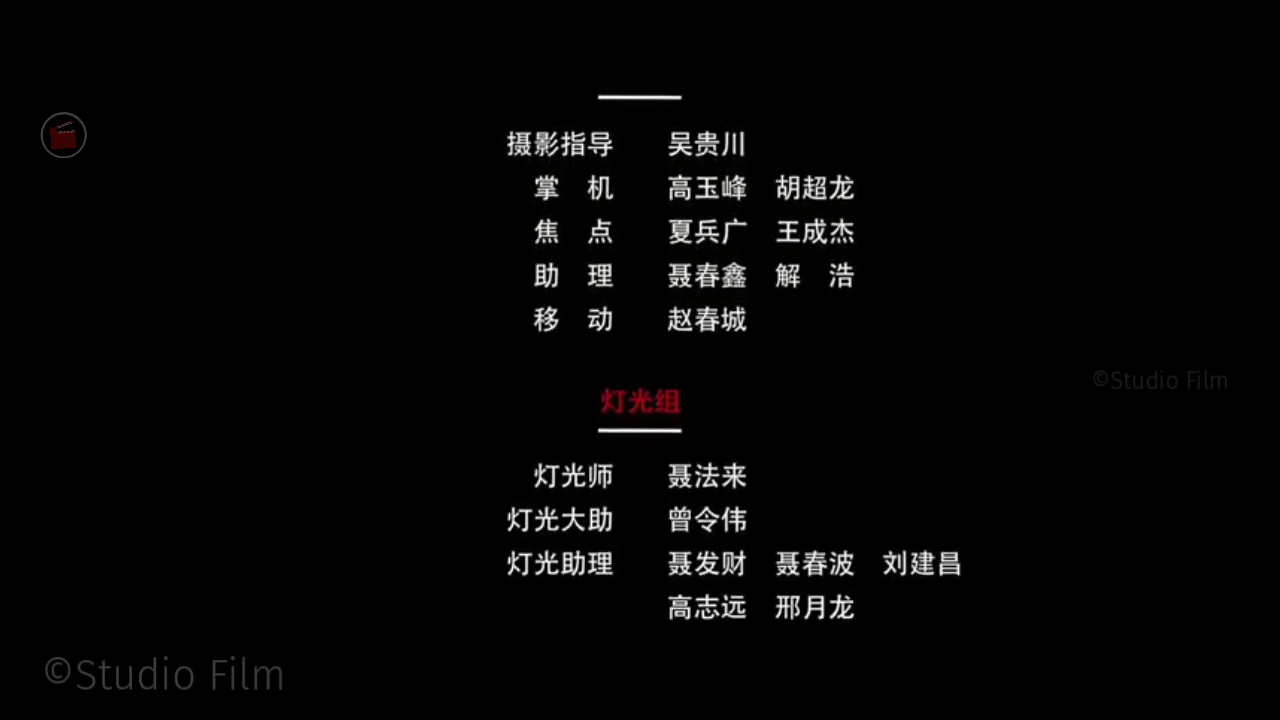 摄影指导 吴贵川
掌 机 高玉峰 胡超龙
焦 点 夏兵广 王成杰
助 理 聂春鑫 解 浩
移 动 赵春城
©Studio Film
灯光组
灯光师 聂法来
灯光大助 曾令伟
灯光助理 聂发财 聂春波 刘建昌
高志远 邢月龙
©Studio Film